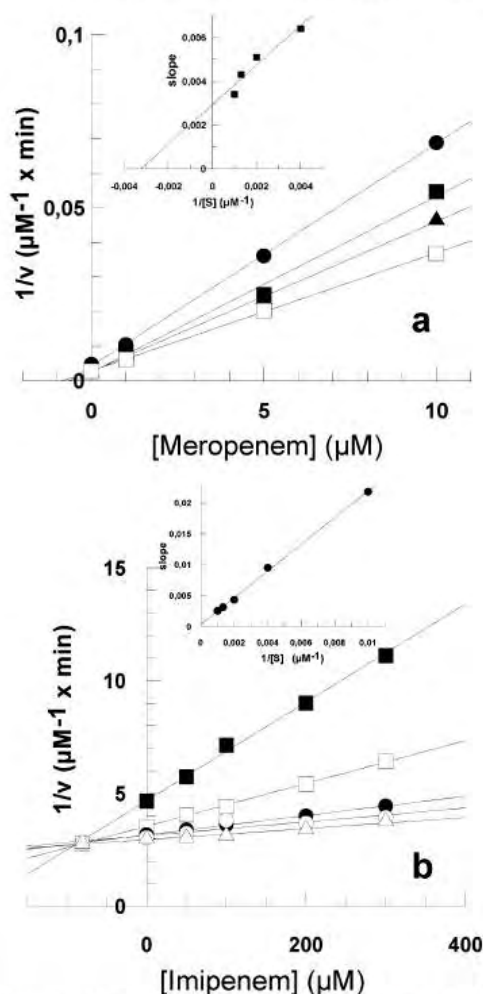 0,1
0,006
0,004
slope
0,002
0
-0,004 -0,002 0 0,002 0,004
1/[S] (µM⁻¹)
0,05
1/v (µM⁻¹ x min)
a
0,00
0 5 10
[Meropenem] (µM)
0,02
0,015
slope
0,01
0,005
0
0,002 0,004 0,006 0,008 0,01
1/[S] (µM⁻¹)
15
10
1/v (µM⁻¹ x min)
5
b
0
0 200 400
[Imipenem] (µM)